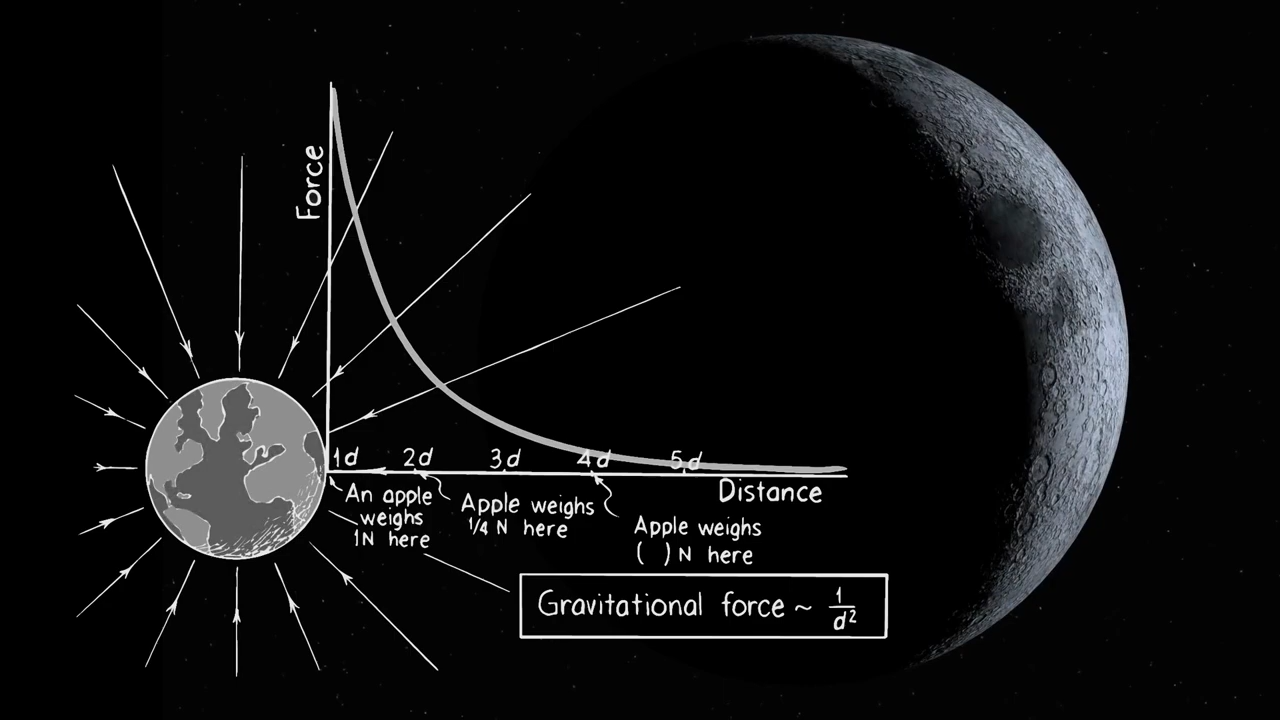 Force
1d 2d 3d 4d 5d
Distance
An apple
weighs
1N here
Apple weighs
1/4 N here
Apple weighs
( ) N here
Gravitational force ~ 1/d²